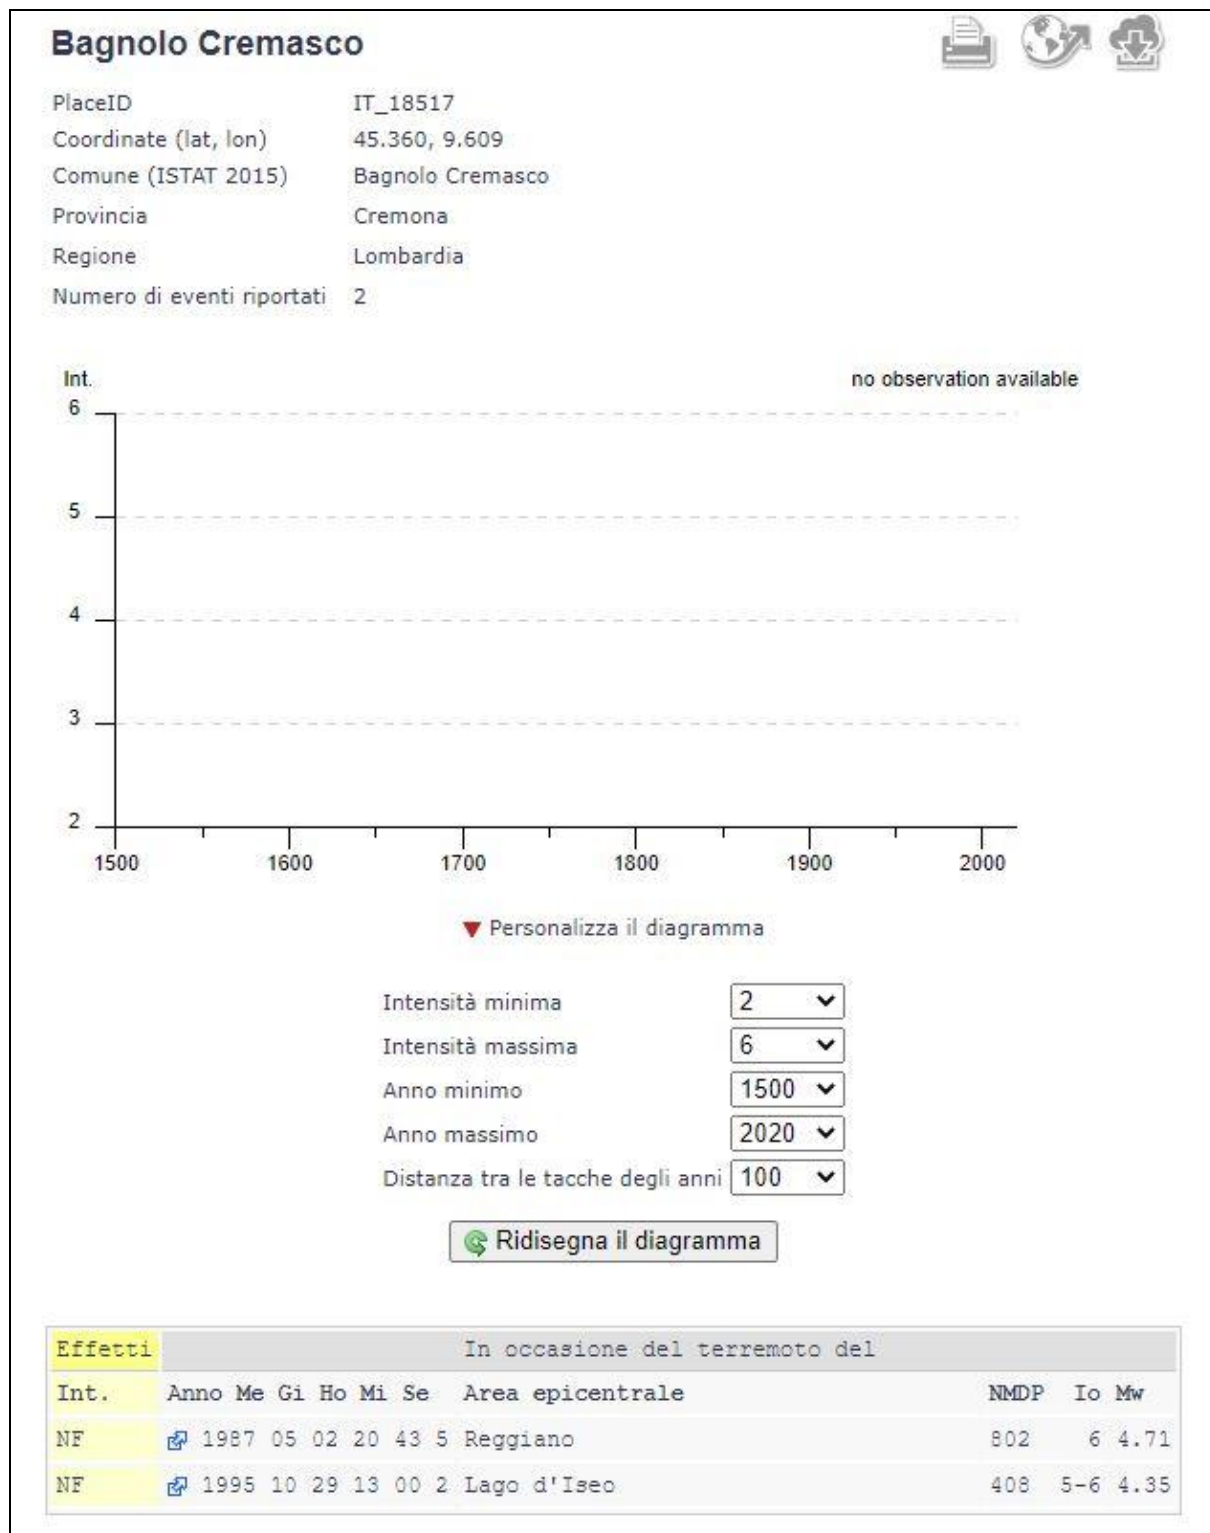 Bagnolo Cremasco
PlaceID IT_18517
Coordinate (lat, lon) 45.360, 9.609
Comune (ISTAT 2015) Bagnolo Cremasco
Provincia Cremona
Regione Lombardia
Numero di eventi riportati 2
Int. no observation available
6
5
4
3
2
1500 1600 1700 1800 1900 2000
Personalizza il diagramma
Intensità minima 2
Intensità massima 6
Anno minimo 1500
Anno massimo 2020
Distanza tra le tacche degli anni 100
Ridisegna il diagramma
Effetti In occasione del terremoto del
Int. Anno Me Gi Ho Mi Se Area epicentrale NMDP Io Mw
NF 1987 05 02 20 43 5 Reggiano 802 6 4.71
NF 1995 10 29 13 00 2 Lago d'Iseo 408 5-6 4.35